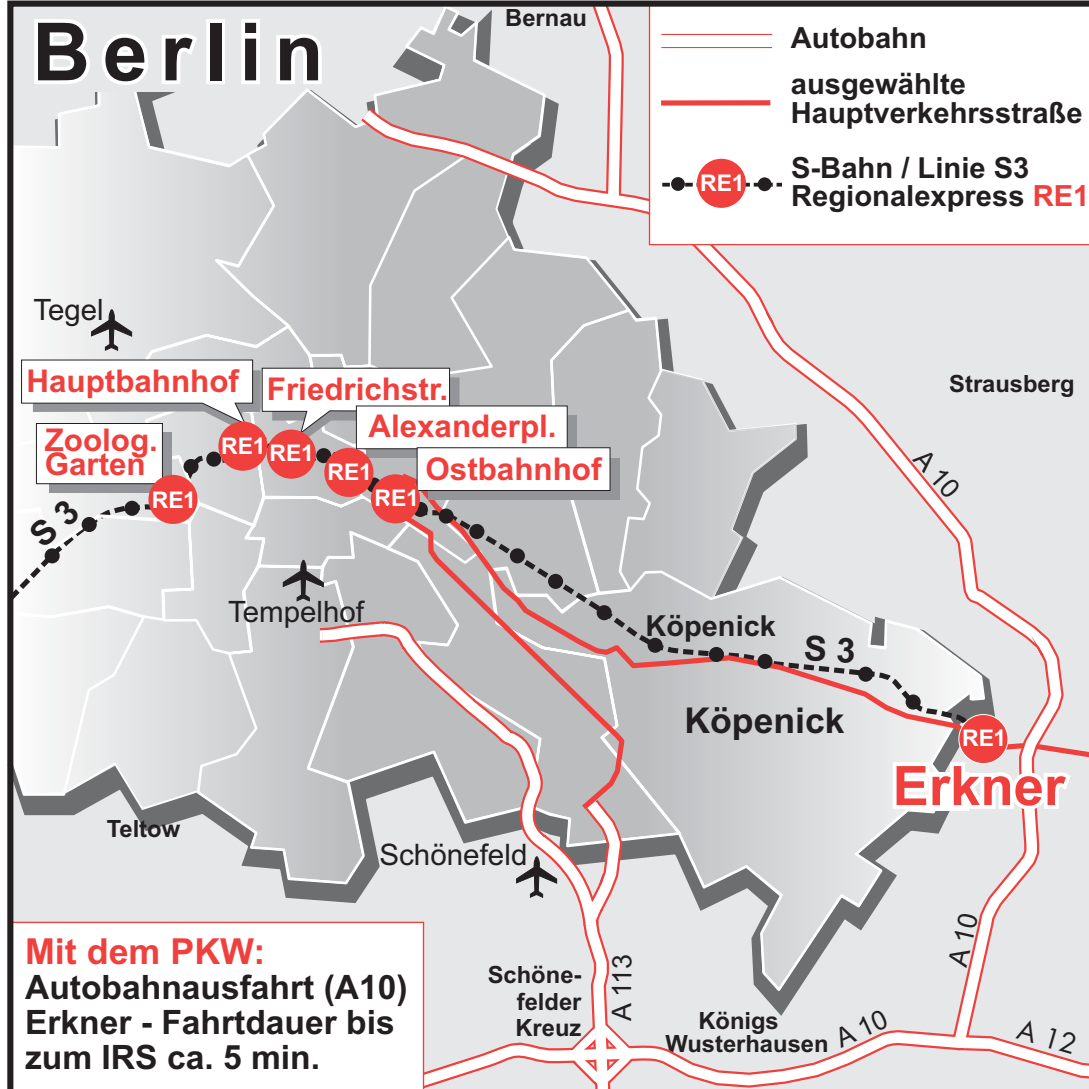 Berlin
Bernau
Autobahn
ausgewählte
Hauptverkehrsstraße
RE1
S-Bahn / Linie S3
Regionalexpress RE1
Tegel
Strausberg
Hauptbahnhof
Friedrichstr.
Alexanderpl.
Zoolog.
Garten
Ostbahnhof
RE1
RE1
RE1
RE1
RE1
S 3
A 10
Tempelhof
Köpenick
S 3
Köpenick
RE1
Erkner
Teltow
Schönefeld
Mit dem PKW:
Autobahnausfahrt (A10)
Erkner - Fahrtdauer bis
zum IRS ca. 5 min.
Schöne-
felder
Kreuz
A 113
Königs
Wusterhausen
A 10
A 10
A 12